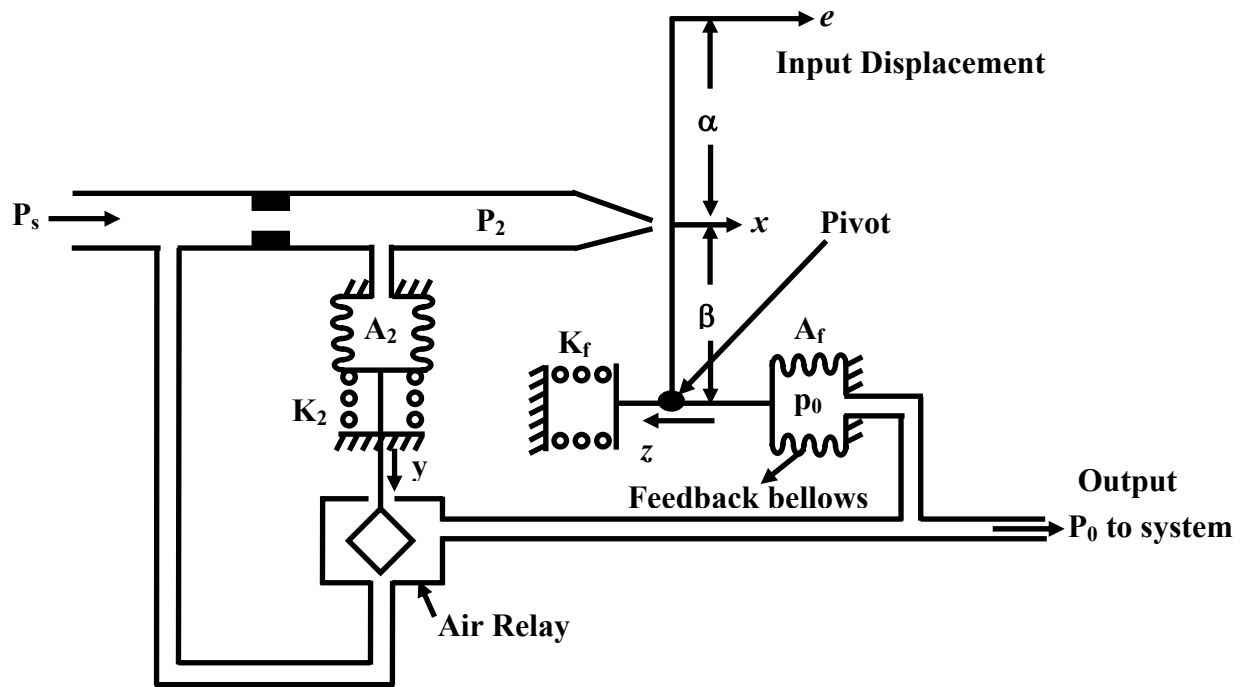 e
Input Displacement
α
Pₛ
P₂
x
Pivot
β
A₂
K_f
A_f
K₂
p₀
z
y
Feedback bellows
Output
P₀ to system
Air Relay